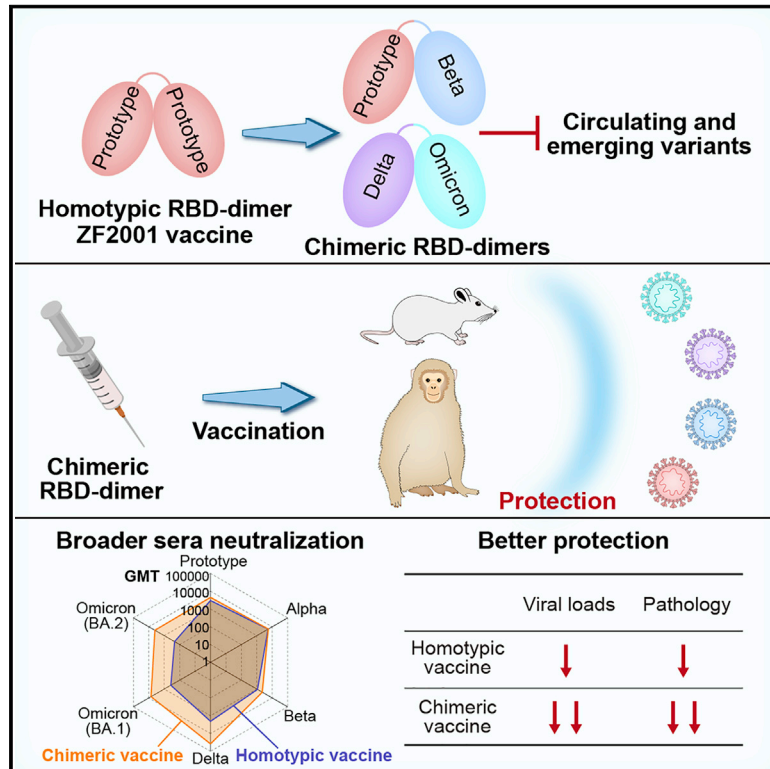 Prototype
Prototype
Homotypic RBD-dimer
ZF2001 vaccine
Prototype
Beta
Delta
Omicron
Chimeric RBD-dimers
Circulating and
emerging variants
Chimeric
RBD-dimer
Vaccination
Protection
Broader sera neutralization
GMT
Prototype
100000
10000
1000
100
10
1
Alpha
Beta
Delta
Omicron
(BA.1)
Omicron
(BA.2)
Chimeric vaccine
Homotypic vaccine
Better protection
Viral loads Pathology
Homotypic
vaccine
Chimeric
vaccine